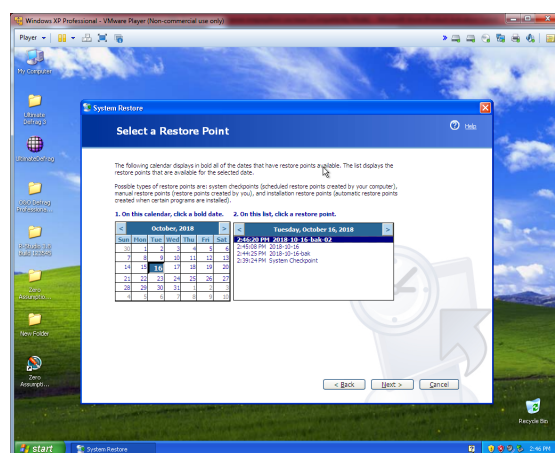 Windows XP Professional - VMware Player (Non-commercial use only)
Player
My Computer
Ultimate
Defrag 3
UltimateDefrag
O&O Defrag
Professiona...
Zero
Assumptio...
New Folder
Zero
Assumpti...
Recycle Bin
System Restore
Select a Restore Point
Help
The following calendar displays in bold all of the dates that have restore points available. The list displays the
restore points that are available for the selected date.
Possible types of restore points are: system checkpoints (scheduled restore points created by your computer),
manual restore points (restore points created by you), and installation restore points (automatic restore points
created when certain programs are installed).
1. On this calendar, click a bold date.
2. On this list, click a restore point.
< October, 2018 >
Sun Mon Tue Wed Thu Fri Sat
30 1 2 3 4 5 6
7 8 9 10 11 12 13
14 15 16 17 18 19 20
21 22 23 24 25 26 27
28 29 30 31 1 2 3
4 5 6 7 8 9 10
< Tuesday, October 16, 2018 >
2:46:20 PM 2018-10-16-bak-02
2:45:08 PM 2018-10-16
2:44:25 PM 2018-10-16-bak
2:39:24 PM System Checkpoint
< Back
Next >
Cancel
start
System Restore
2:46 PM